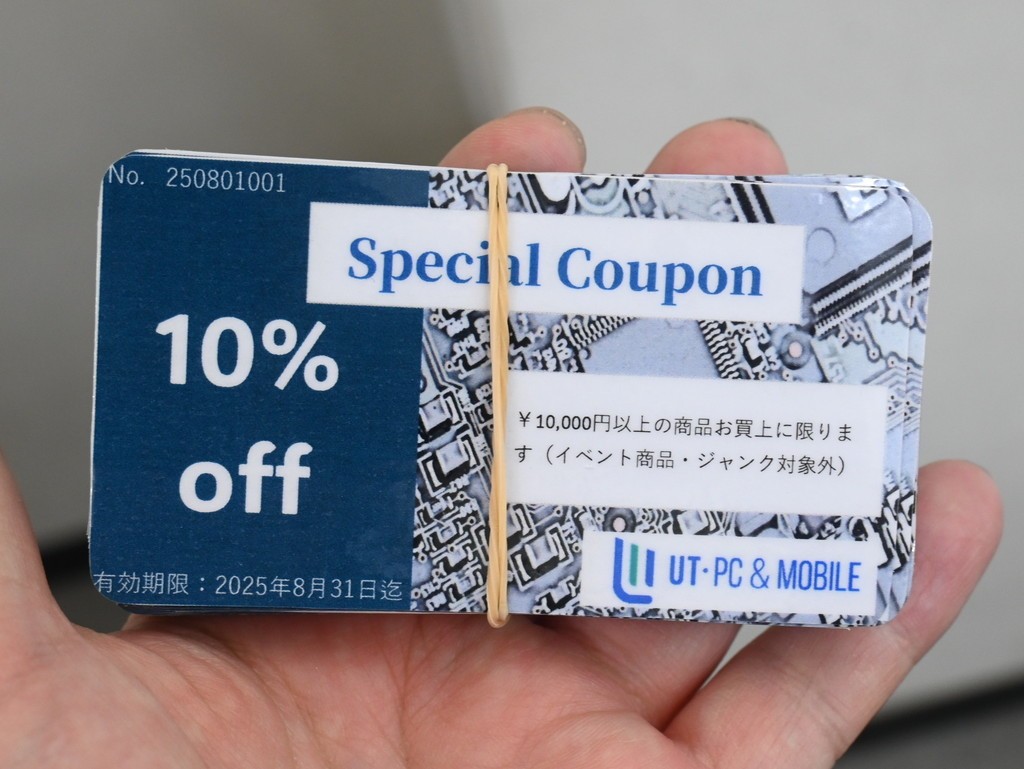 No. 250801001
Special Coupon
10%
off
￥10,000円以上の商品お買上に限りま
す（イベント商品・ジャンク対象外）
UT・PC & MOBILE
有効期限：2025年8月31日迄